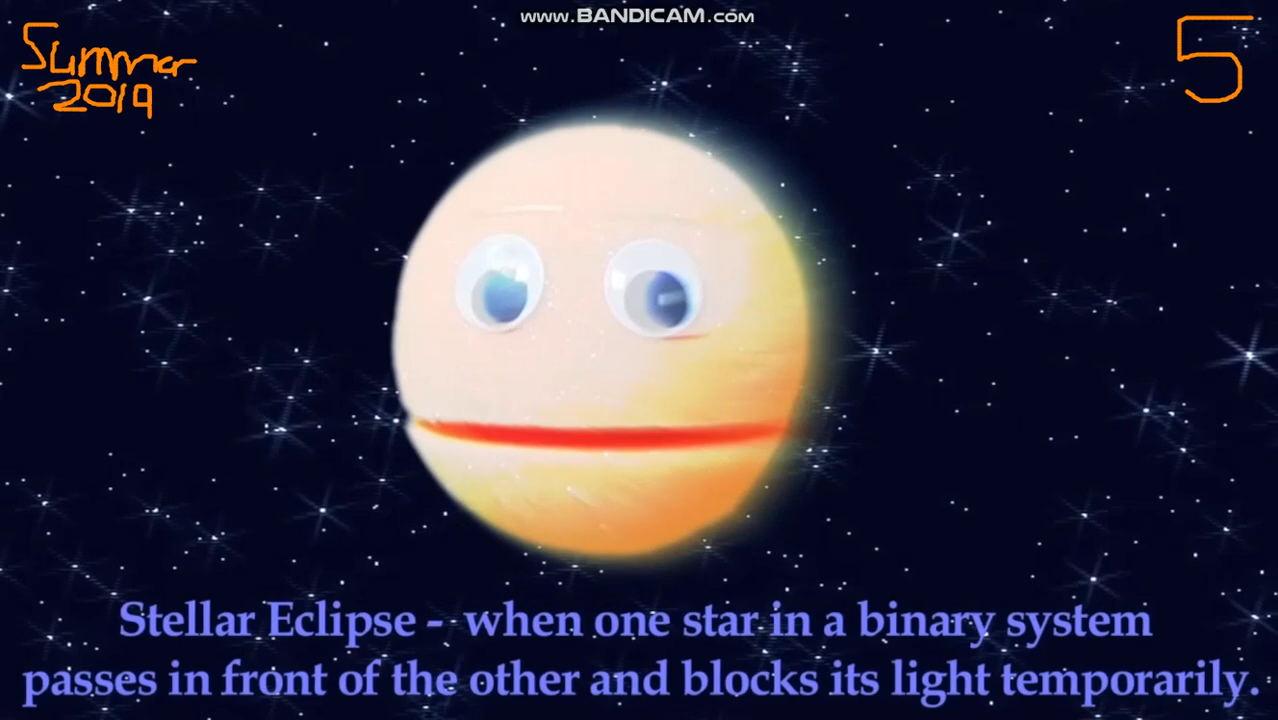 www.BANDICAM.com
Summer
2019
5
Stellar Eclipse - when one star in a binary system
passes in front of the other and blocks its light temporarily.